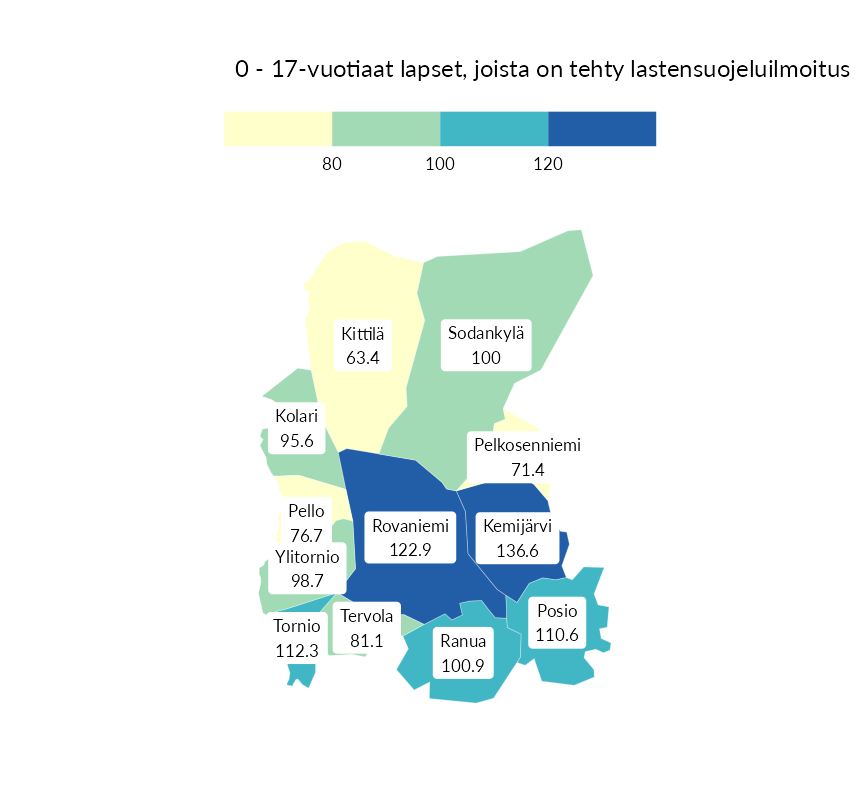 0 - 17-vuotiaat lapset, joista on tehty lastensuojeluilmoitus
80
100
120
Kittilä
63.4
Sodankylä
100
Kolari
95.6
Pelkosenniemi
71.4
Pello
76.7
Rovaniemi
122.9
Kemijärvi
136.6
Ylitornio
98.7
Tornio
112.3
Tervola
81.1
Ranua
100.9
Posio
110.6